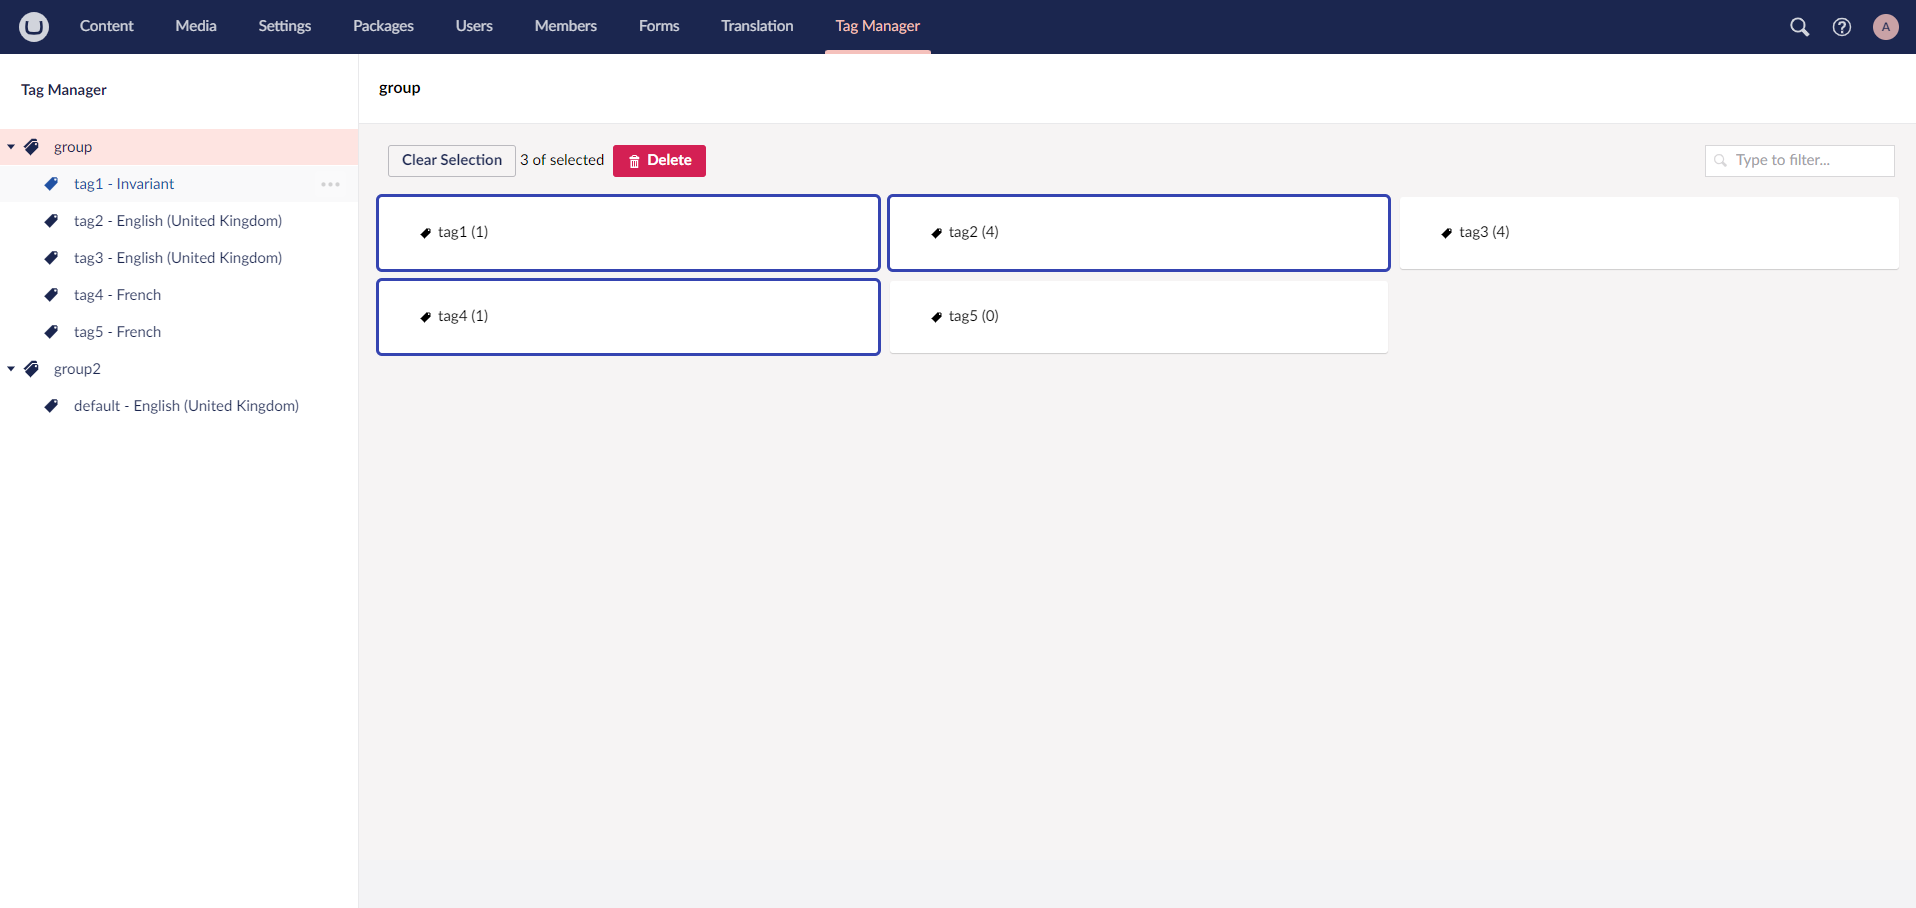 Content Media Settings Packages Users Members Forms Translation Tag Manager A
Tag Manager
group
tag1 - Invariant
tag2 - English (United Kingdom)
tag3 - English (United Kingdom)
tag4 - French
tag5 - French
group2
default - English (United Kingdom)
group
Clear Selection 3 of selected Delete Type to filter...
tag1 (1) tag2 (4) tag3 (4)
tag4 (1) tag5 (0)